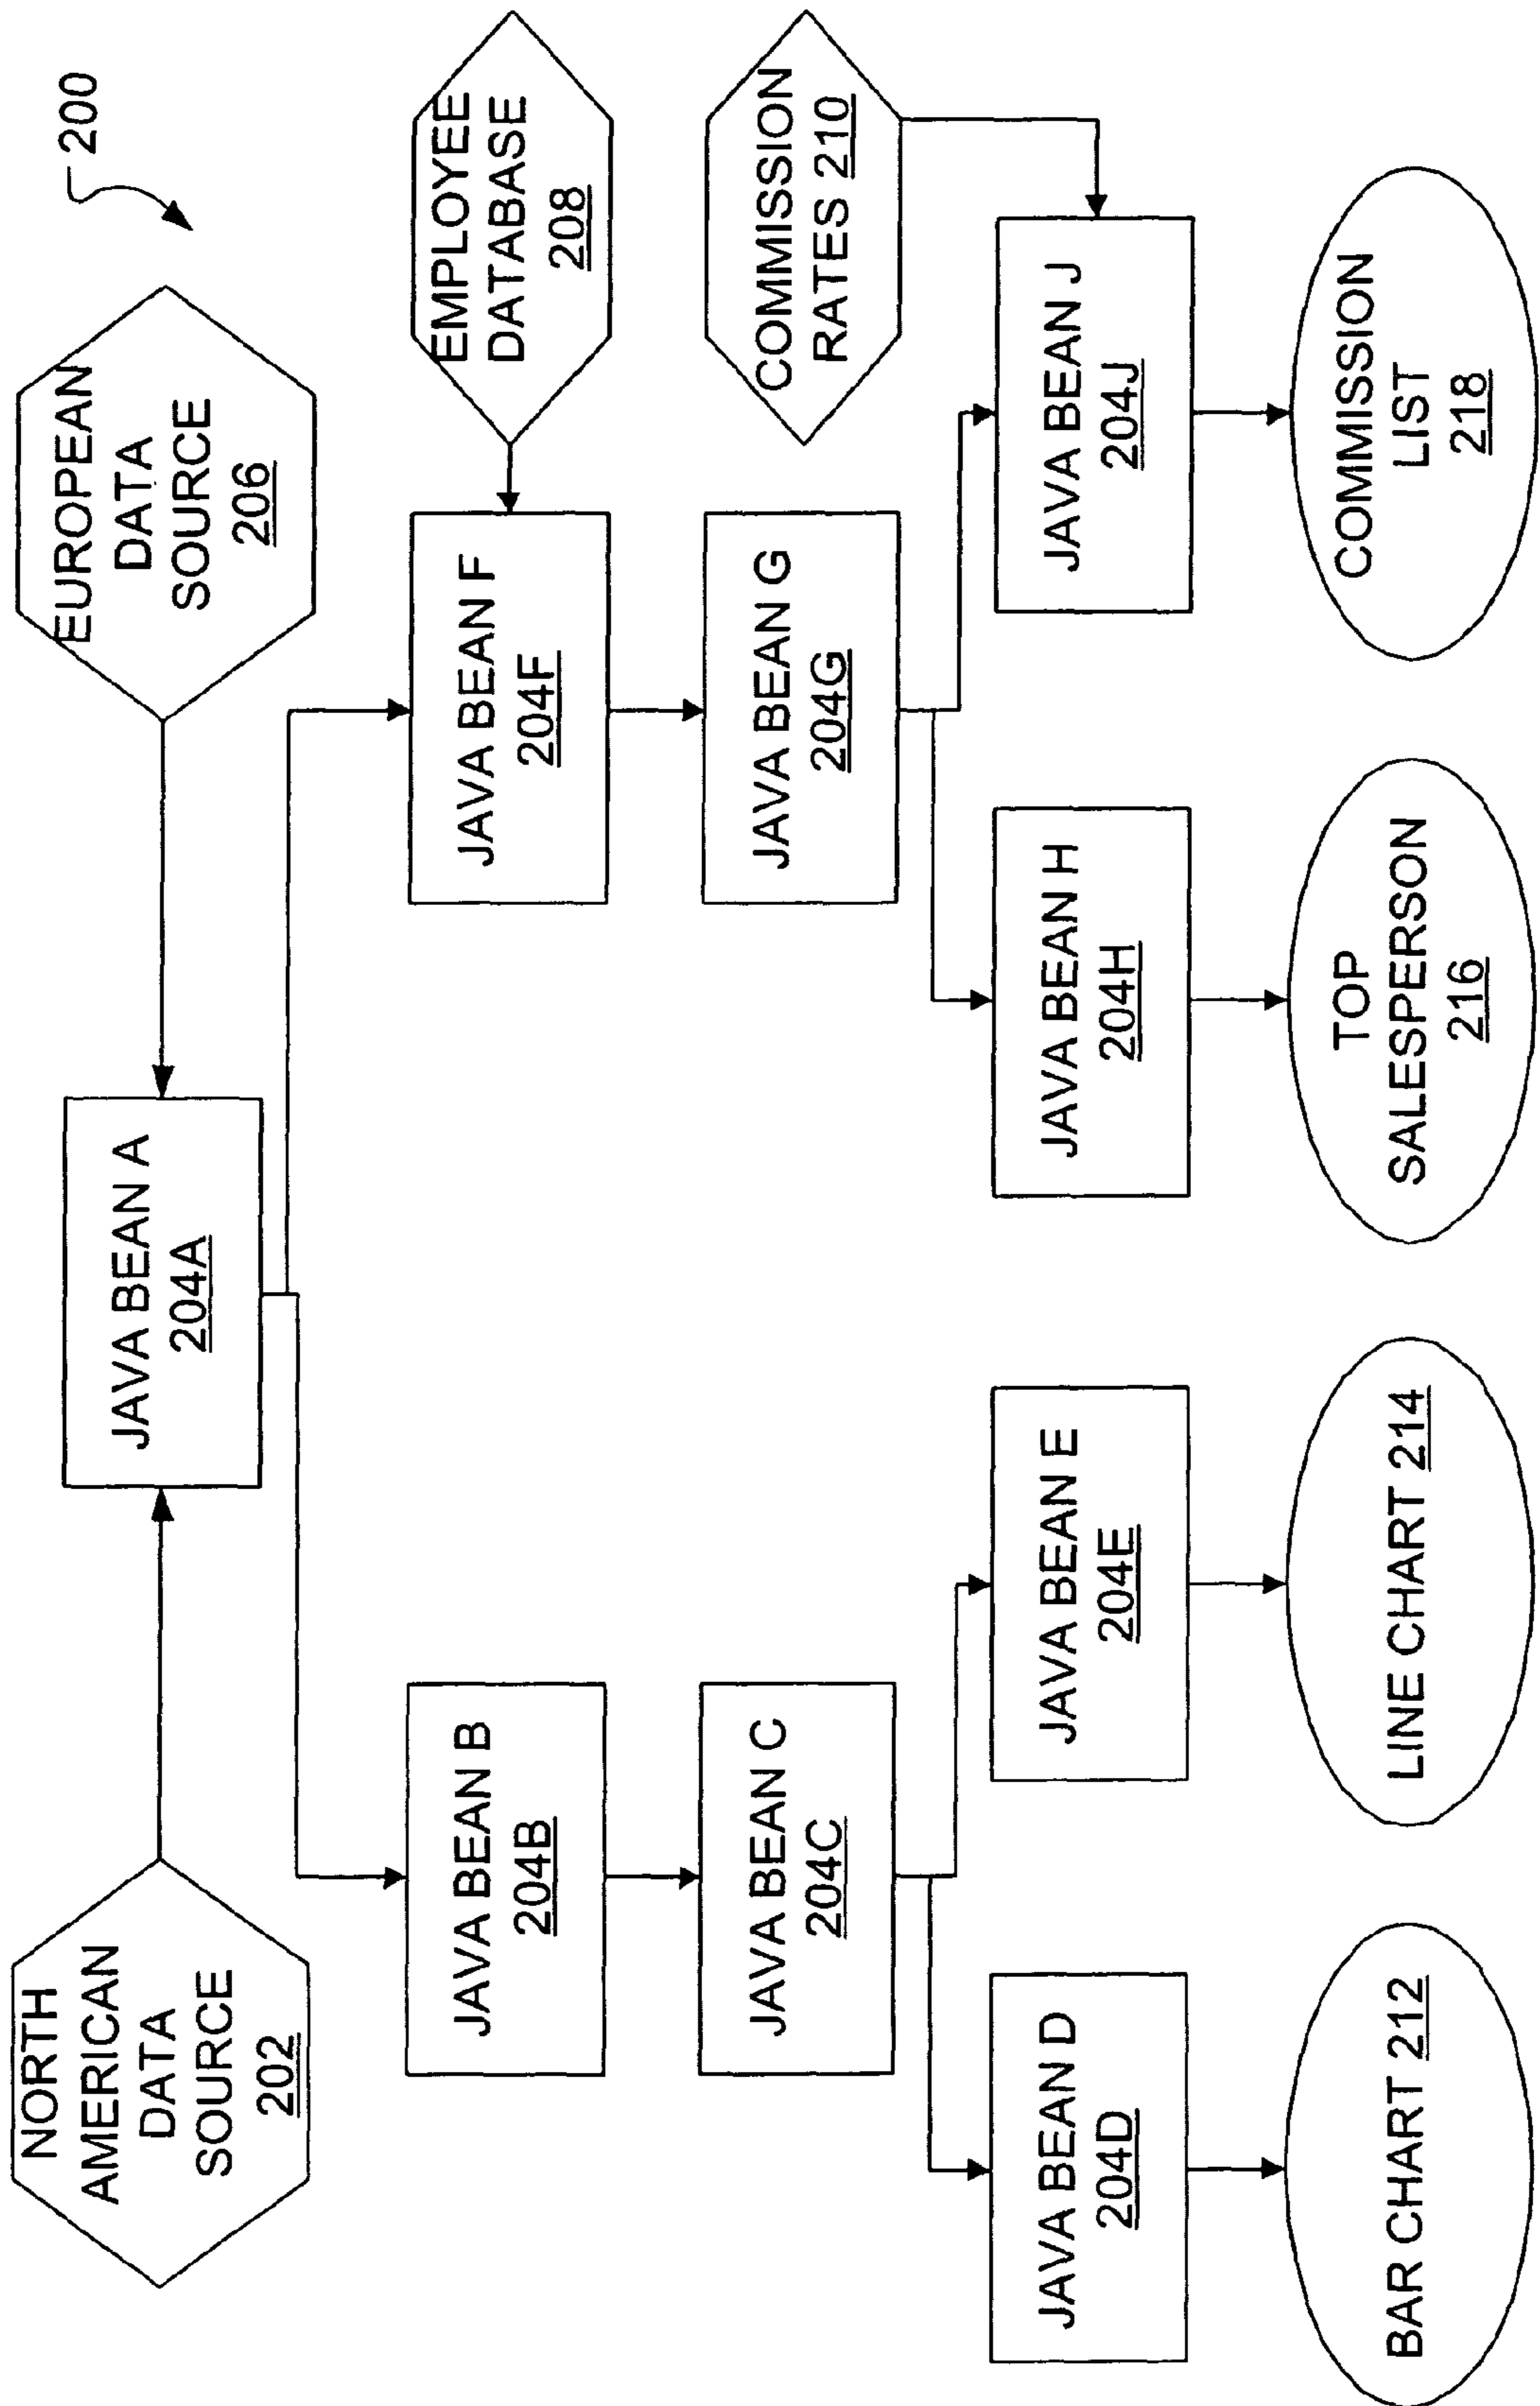 200
NORTH
AMERICAN
DATA
SOURCE
202
JAVA BEAN A
204A
EUROPEAN
DATA
SOURCE
206
JAVA BEAN B
204B
JAVA BEAN F
204F
EMPLOYEE
DATABASE
208
JAVA BEAN C
204C
JAVA BEAN G
204G
COMMISSION
RATES 210
JAVA BEAN D
204D
JAVA BEAN E
204E
JAVA BEAN H
204H
JAVA BEAN J
204J
BAR CHART 212
LINE CHART 214
TOP
SALESPERSON
216
COMMISSION
LIST
218